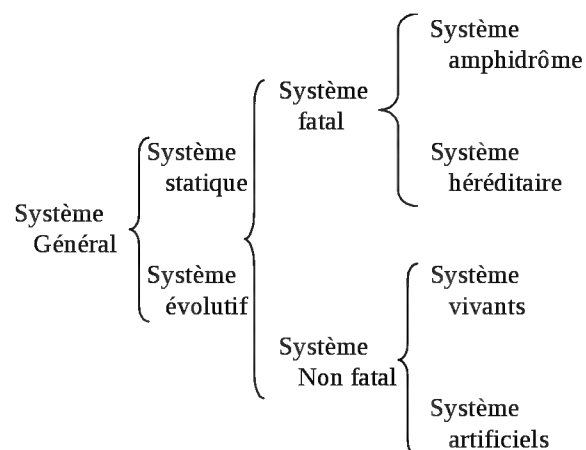 Système
Général
Système
statique
Système
évolutif
Système
fatal
Système
Non fatal
Système
amphidrôme
Système
héréditaire
Système
vivants
Système
artificiels